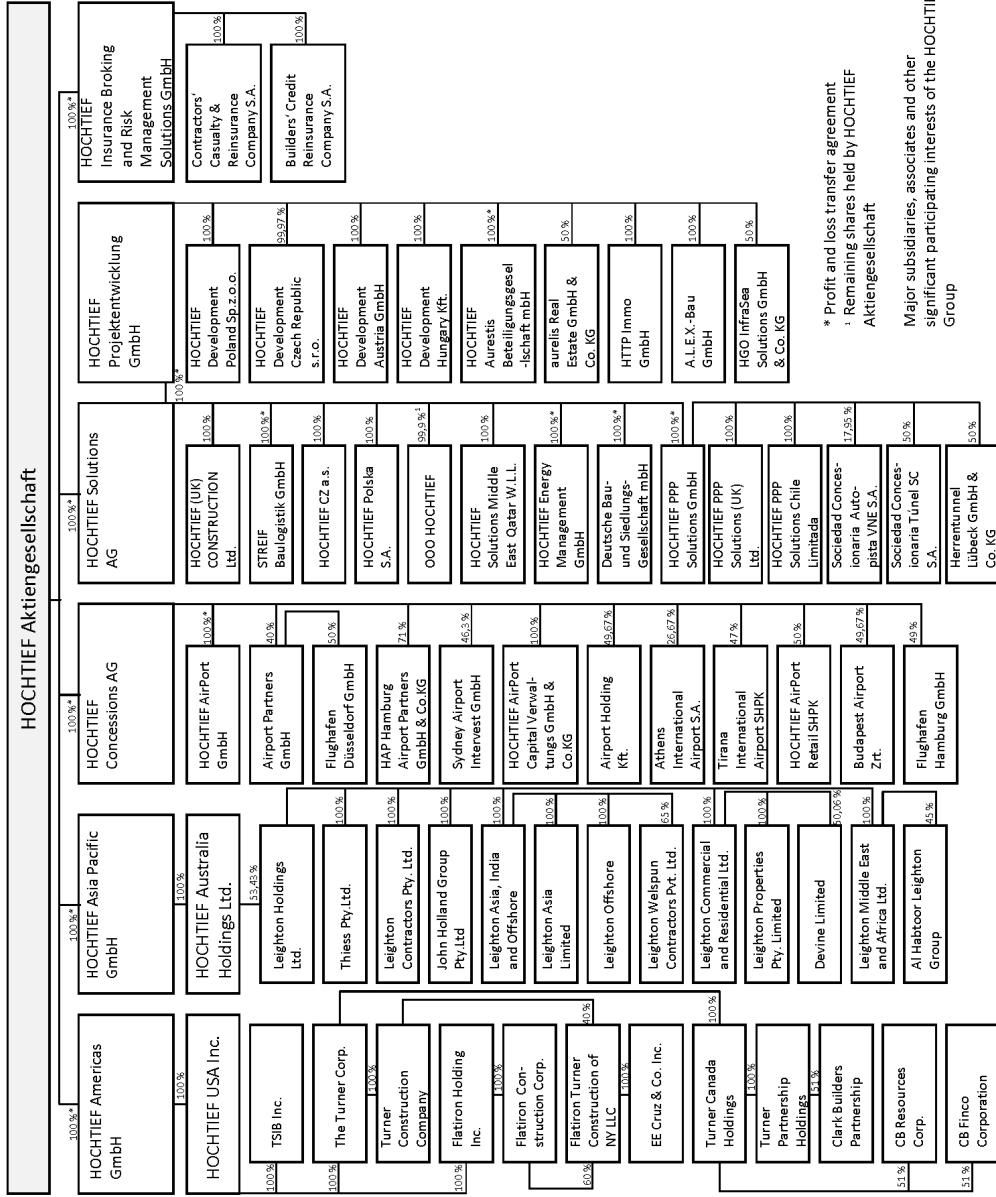 HOCHTIEF Aktiengesellschaft
100 %*
HOCHTIEF Americas
GmbH
100 %
HOCHTIEF USA Inc.
TSIB Inc.
100 %
The Turner Corp.
100 %
100 %
Turner
Construction
Company
Flatiron Holding
Inc.
100 %
100 %
Flatiron Con-
struction Corp.
Flatiron Turner
Construction of
NY LLC
60 %
40 %
100 %
EE Cruz & Co. Inc.
Turner Canada
Holdings
100 %
100 %
Turner
Partnership
Holdings
51 %
Clark Builders
Partnership
CB Resources
Corp.
51 %
CB Finco
Corporation
51 %
100 %*
HOCHTIEF Asia Pacific
GmbH
100 %
HOCHTIEF Australia
Holdings Ltd.
53,43 %
Leighton Holdings
Ltd.
Thiess Pty.Ltd.
100 %
Leighton
Contractors Pty. Ltd.
100 %
John Holland Group
Pty.Ltd
100 %
Leighton Asia, India
and Offshore
100 %
Leighton Asia
Limited
100 %
Leighton Offshore
100 %
Leighton Welspun
Contractors Pvt. Ltd.
65 %
Leighton Commercial
and Residential Ltd.
100 %
Leighton Properties
Pty. Limited
100 %
Devine Limited
50,06 %
Leighton Middle East
and Africa Ltd.
100 %
Al Habtoor Leighton
Group
45 %
100 %*
HOCHTIEF
Concessions AG
HOCHTIEF AirPort
GmbH
100 %*
Airport Partners
GmbH
40 %
Flughafen
Düsseldorf GmbH
50 %
HAP Hamburg
Airport Partners
GmbH & Co.KG
71 %
Sydney Airport
Intervest GmbH
46,3 %
HOCHTIEF AirPort
Capital Verwal-
tungs GmbH &
Co.KG
100 %
Airport Holding
Kft.
49,67 %
Athens
International
Airport S.A.
26,67 %
Tirana
International
Airport SHPK
47 %
HOCHTIEF AirPort
Retail SHPK
50 %
Budapest Airport
Zrt.
49,67 %
Flughafen
Hamburg GmbH
49 %
100 %*
HOCHTIEF Solutions
AG
HOCHTIEF (UK)
CONSTRUCTION
Ltd.
100 %
STREIF
Baulogistik GmbH
100 %*
HOCHTIEF CZ a.s.
100 %
HOCHTIEF Polska
S.A.
100 %
OOO HOCHTIEF
99,9 %¹
HOCHTIEF
Solutions Middle
East Qatar W.L.L.
100 %
HOCHTIEF Energy
Management
GmbH
100 %*
Deutsche Bau-
und Siedlungs-
Gesellschaft mbH
100 %*
HOCHTIEF PPP
Solutions GmbH
100 %*
HOCHTIEF PPP
Solutions (UK)
Ltd.
100 %
HOCHTIEF PPP
Solutions Chile
Limitada
100 %
Sociedad Conces-
ionaria Auto-
pista VNE S.A.
17,95 %
Sociedad Conces-
ionaria Túnel SC
S.A.
50 %
Herrentunnel
Lübeck GmbH &
Co. KG
50 %
100 %*
HOCHTIEF
Projektentwicklung
GmbH
HOCHTIEF
Development
Poland Sp.z.o.o.
100 %
HOCHTIEF
Development
Czech Republic
s.r.o.
99,97 %
HOCHTIEF
Development
Austria GmbH
100 %
HOCHTIEF
Development
Hungary Kft.
100 %
HOCHTIEF
Aurestis
Beteiligungsgesel
-lschaft mbH
100 %*
aurelis Real
Estate GmbH &
Co. KG
50 %
HTTP Immo
GmbH
100 %
A.L.E.X.-Bau
GmbH
100 %
HGO InfraSea
Solutions GmbH
& Co. KG
50 %
100 %*
HOCHTIEF
Insurance Broking
and Risk
Management
Solutions GmbH
Contractors'
Casualty &
Reinsurance
Company S.A.
100 %
Builders' Credit
Reinsurance
Company S.A.
100 %
* Profit and loss transfer agreement
¹ Remaining shares held by HOCHTIEF
Aktiengesellschaft
Major subsidiaries, associates and other
significant participating interests of the HOCHTIEF
Group